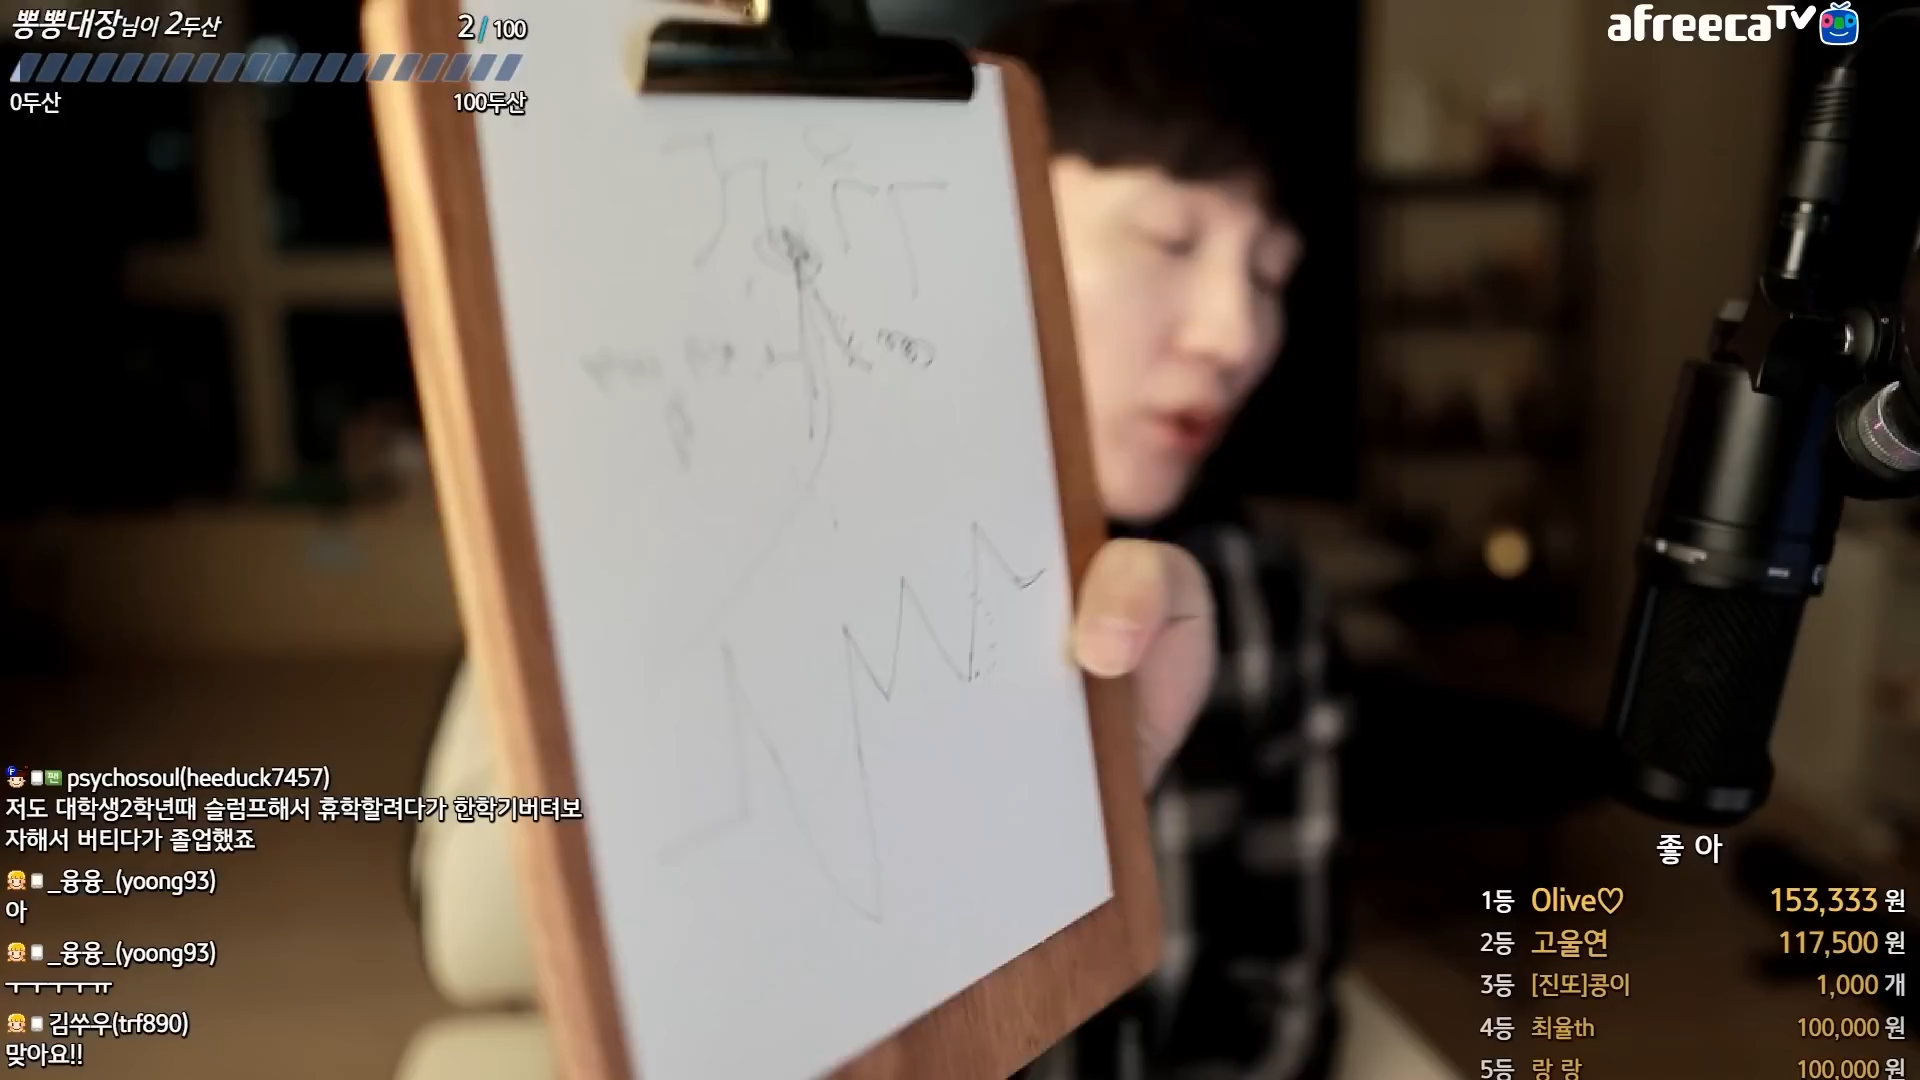 뽕뽕대장님이 2두산
2/100
0두산
100두산
afreecaTV
psychosoul(heeduck7457)
저도 대학생2학년때 슬럼프해서 휴학할려다가 한학기버텨보
자해서 버티다가 졸업했죠
_융융_(yoong93)
아
_융융_(yoong93)
ㅜㅜㅜㅜㅠ
김쑤우(trf890)
맞아요!!
좋 아
1등 Olive♡ 153,333 원
2등 고울연 117,500 원
3등 [진또]콩이 1,000 개
4등 최율th 100,000 원
5등 랑 랑 100,000 원